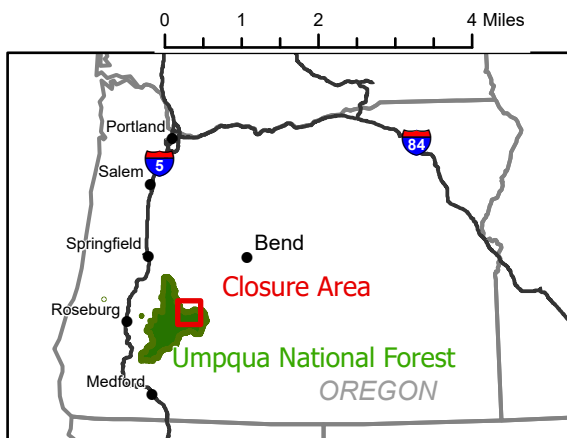 0 1 2 4 Miles
Portland
5
84
Salem
Springfield
Bend
Closure Area
Roseburg
Umpqua National Forest
Medford
OREGON